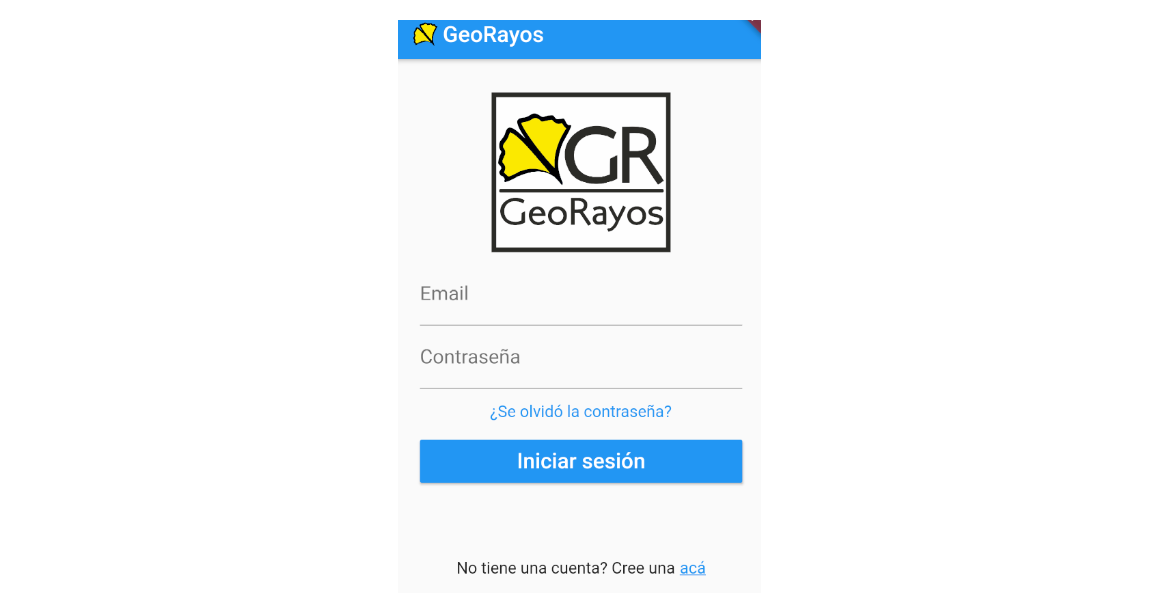 GeoRayos
GR
GeoRayos
Email
Contraseña
¿Se olvidó la contraseña?
Iniciar sesión
No tiene una cuenta? Cree una acá